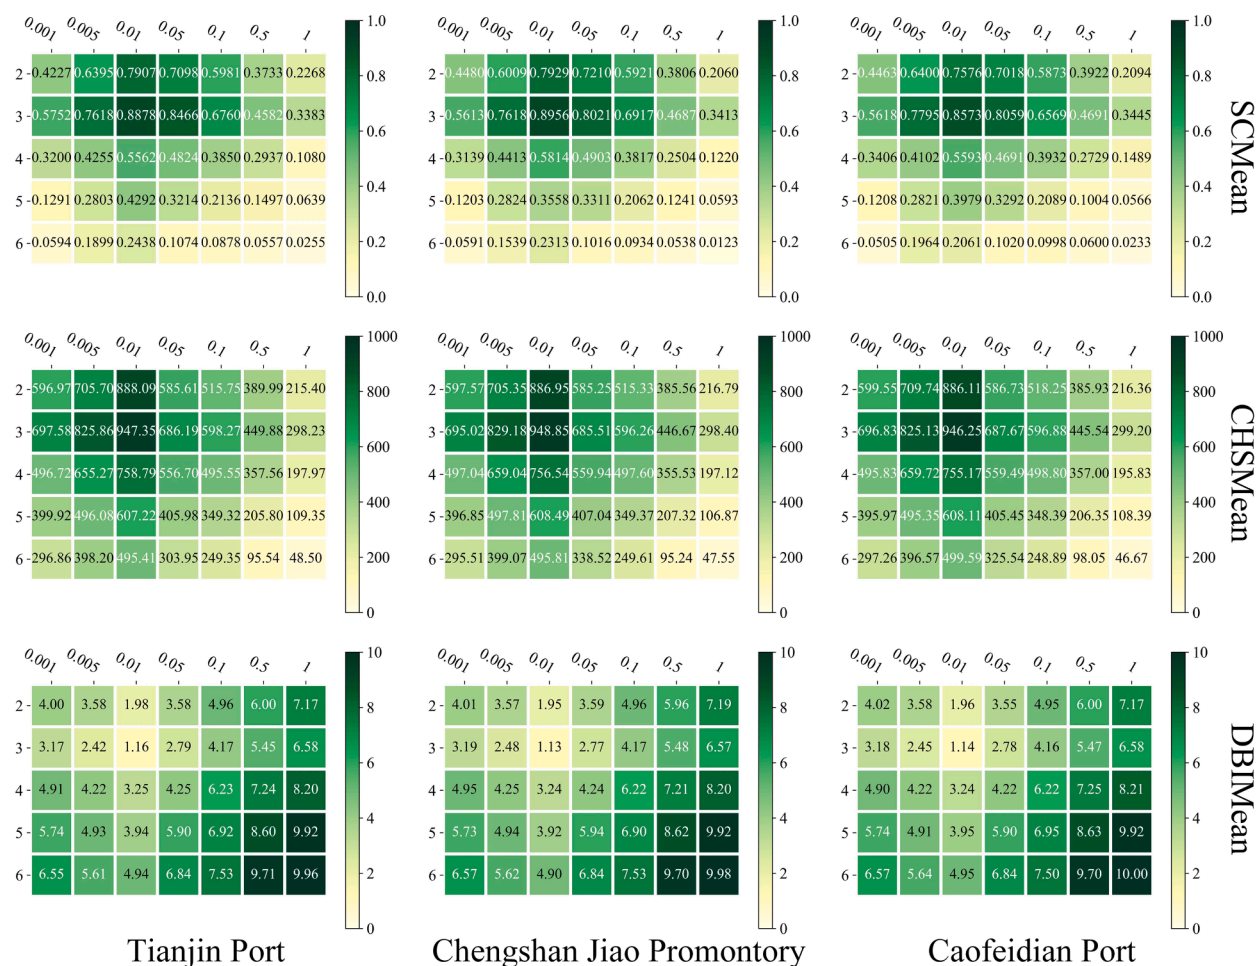 0.001 0.005 0.01 0.05 0.1 0.5 1
2 0.4227 0.6395 0.7907 0.7098 0.5981 0.3733 0.2268
3 0.5752 0.7618 0.8878 0.8466 0.6760 0.4582 0.3383
4 0.3200 0.4255 0.5562 0.4824 0.3850 0.2937 0.1080
5 0.1291 0.2803 0.4292 0.3214 0.2136 0.1497 0.0639
6 0.0594 0.1899 0.2438 0.1074 0.0878 0.0557 0.0255
1.0
0.8
0.6
0.4
0.2
0.0
0.001 0.005 0.01 0.05 0.1 0.5 1
2 0.4480 0.6009 0.7929 0.7210 0.5921 0.3806 0.2060
3 0.5613 0.7618 0.8956 0.8021 0.6917 0.4687 0.3413
4 0.3139 0.4413 0.5814 0.4903 0.3817 0.2504 0.1220
5 0.1203 0.2824 0.3558 0.3311 0.2062 0.1241 0.0593
6 0.0591 0.1539 0.2313 0.1016 0.0934 0.0538 0.0123
1.0
0.8
0.6
0.4
0.2
0.0
0.001 0.005 0.01 0.05 0.1 0.5 1
2 0.4463 0.6400 0.7576 0.7018 0.5873 0.3922 0.2094
3 0.5618 0.7795 0.8573 0.8059 0.6569 0.4691 0.3445
4 0.3406 0.4102 0.5593 0.4691 0.3932 0.2729 0.1489
5 0.1208 0.2821 0.3979 0.3292 0.2089 0.1004 0.0566
6 0.0505 0.1964 0.2061 0.1020 0.0998 0.0600 0.0233
1.0
0.8
0.6
0.4
0.2
0.0
SCMean
0.001 0.005 0.01 0.05 0.1 0.5 1
2 596.97 705.70 888.09 585.61 515.75 389.99 215.40
3 697.58 825.86 947.35 686.19 598.27 449.88 298.23
4 496.72 655.27 758.79 556.70 495.55 357.56 197.97
5 399.92 496.08 607.22 405.98 349.32 205.80 109.35
6 296.86 398.20 495.41 303.95 249.35 95.54 48.50
1000
800
600
400
200
0
0.001 0.005 0.01 0.05 0.1 0.5 1
2 597.57 705.35 886.95 585.25 515.33 385.56 216.79
3 695.02 829.18 948.85 685.51 596.26 446.67 298.40
4 497.04 659.04 756.54 559.94 497.60 355.53 197.12
5 396.85 497.81 608.49 407.04 349.37 207.32 106.87
6 295.51 399.07 495.81 338.52 249.61 95.24 47.55
1000
800
600
400
200
0
0.001 0.005 0.01 0.05 0.1 0.5 1
2 599.55 709.74 886.11 586.73 518.25 385.93 216.36
3 696.83 825.13 946.25 687.67 596.88 445.54 299.20
4 495.83 659.72 755.17 559.49 498.80 357.00 195.83
5 395.97 495.35 608.11 405.45 348.39 206.35 108.39
6 297.26 396.57 499.59 325.54 248.89 98.05 46.67
1000
800
600
400
200
0
CHSMean
0.001 0.005 0.01 0.05 0.1 0.5 1
2 4.00 3.58 1.98 3.58 4.96 6.00 7.17
3 3.17 2.42 1.16 2.79 4.17 5.45 6.58
4 4.91 4.22 3.25 4.25 6.23 7.24 8.20
5 5.74 4.93 3.94 5.90 6.92 8.60 9.92
6 6.55 5.61 4.94 6.84 7.53 9.71 9.96
10
8
6
4
2
0
0.001 0.005 0.01 0.05 0.1 0.5 1
2 4.01 3.57 1.95 3.59 4.96 5.96 7.19
3 3.19 2.48 1.13 2.77 4.17 5.48 6.57
4 4.95 4.25 3.24 4.24 6.22 7.21 8.20
5 5.73 4.94 3.92 5.94 6.90 8.62 9.92
6 6.57 5.62 4.90 6.84 7.53 9.70 9.98
10
8
6
4
2
0
0.001 0.005 0.01 0.05 0.1 0.5 1
2 4.02 3.58 1.96 3.55 4.95 6.00 7.17
3 3.18 2.45 1.14 2.78 4.16 5.47 6.58
4 4.90 4.22 3.24 4.22 6.22 7.25 8.21
5 5.74 4.91 3.95 5.90 6.95 8.63 9.92
6 6.57 5.64 4.95 6.84 7.50 9.70 10.00
10
8
6
4
2
0
DBIMean
Tianjin Port
Chengshan Jiao Promontory
Caofeidian Port